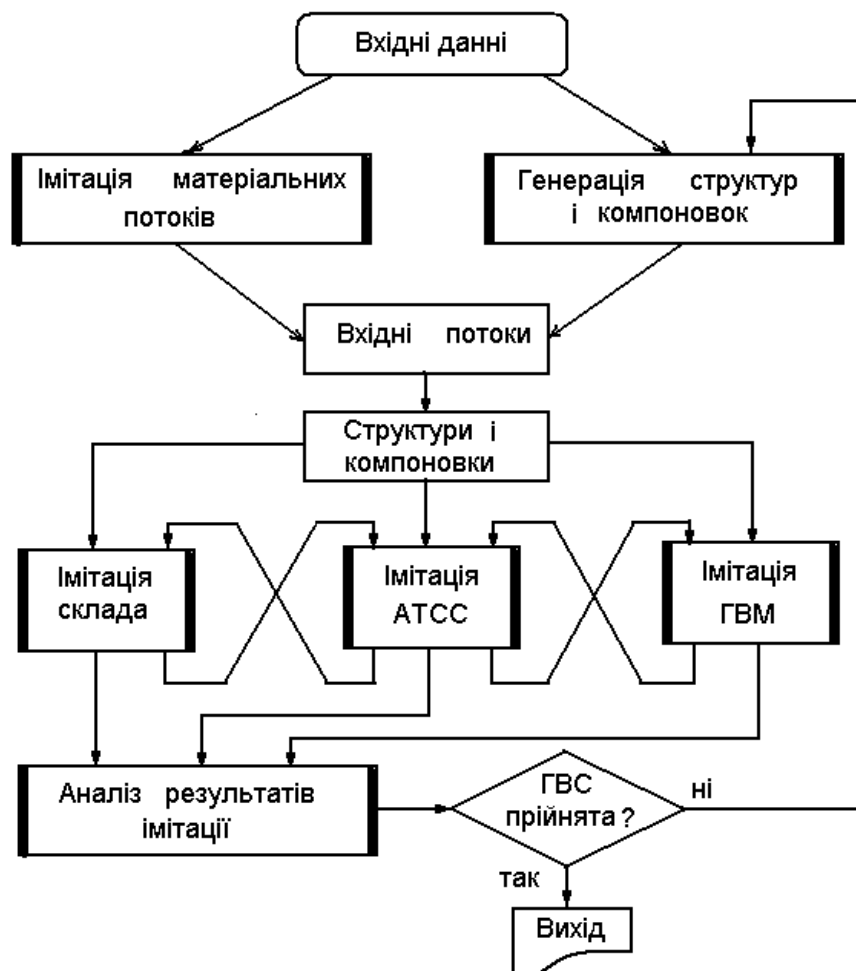 Вхідні данні
Імітація матеріальних
потоків
Генерація структур
і компоновок
Вхідні потоки
Структури і
компоновки
Імітація
склада
Імітація
АТСС
Імітація
ГВМ
Аналіз результатів
імітації
ГВС
прійнята?
ні
так
Вихід